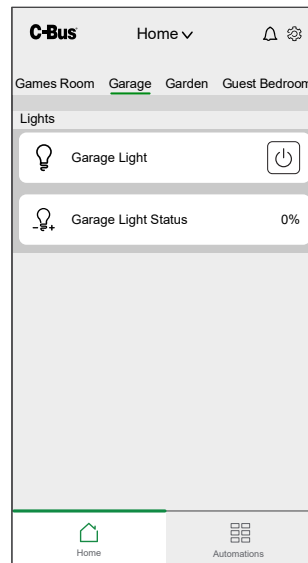 C-Bus Home
Games Room Garage Garden Guest Bedroom
Lights
Garage Light
Garage Light Status 0%
Home Automations